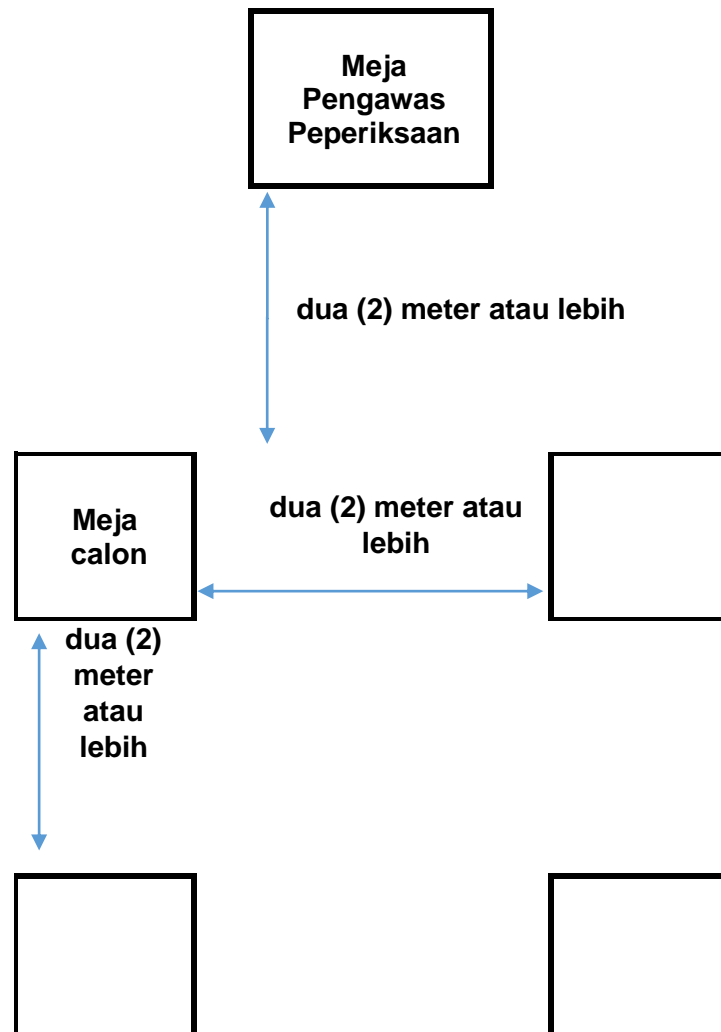 Meja
Pengawas
Peperiksaan
dua (2) meter atau lebih
Meja
calon
dua (2) meter atau
lebih
dua (2)
meter
atau
lebih